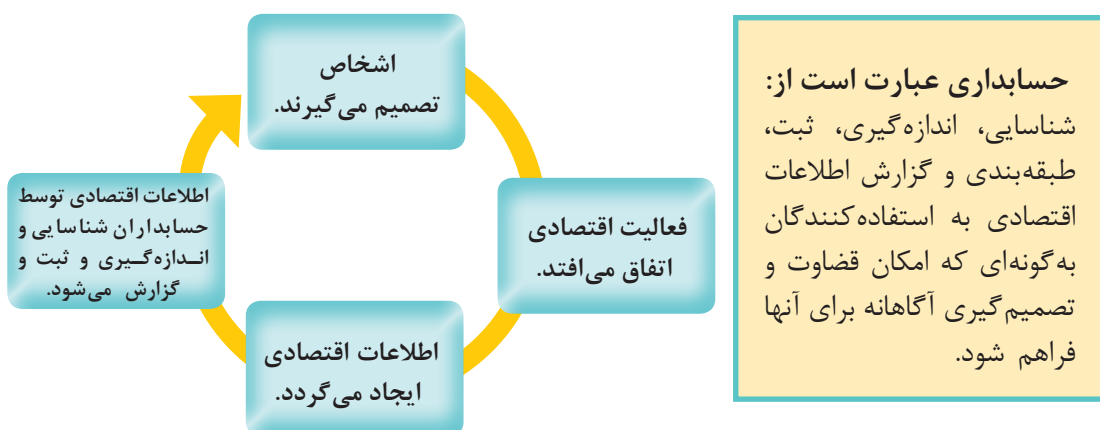 حسابداری عبارت است از:
شناسایی، اندازه‌گیری، ثبت،
طبقه‌بندی و گزارش اطلاعات
اقتصادی به استفاده‌کنندگان
به‌گونه‌ای که امکان قضاوت و
تصمیم‌گیری آگاهانه برای آنها
فراهم شود.
اشخاص
تصمیم می‌گیرند.
فعالیت اقتصادی
اتفاق می‌افتد.
اطلاعات اقتصادی
ایجاد می‌گردد.
اطلاعات اقتصادی توسط
حسابداران شناسایی و
انـدازه‌گـیری و ثبت و
گزارش می‌شود.